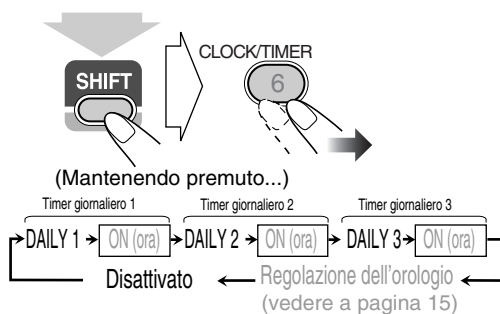 CLOCK/TIMER
SHIFT
6
(Mantenendo premuto...)
Timer giornaliero 1 Timer giornaliero 2 Timer giornaliero 3
DAILY 1 ON (ora) DAILY 2 ON (ora) DAILY 3 ON (ora)
Disattivato Regolazione dell'orologio
(vedere a pagina 15)